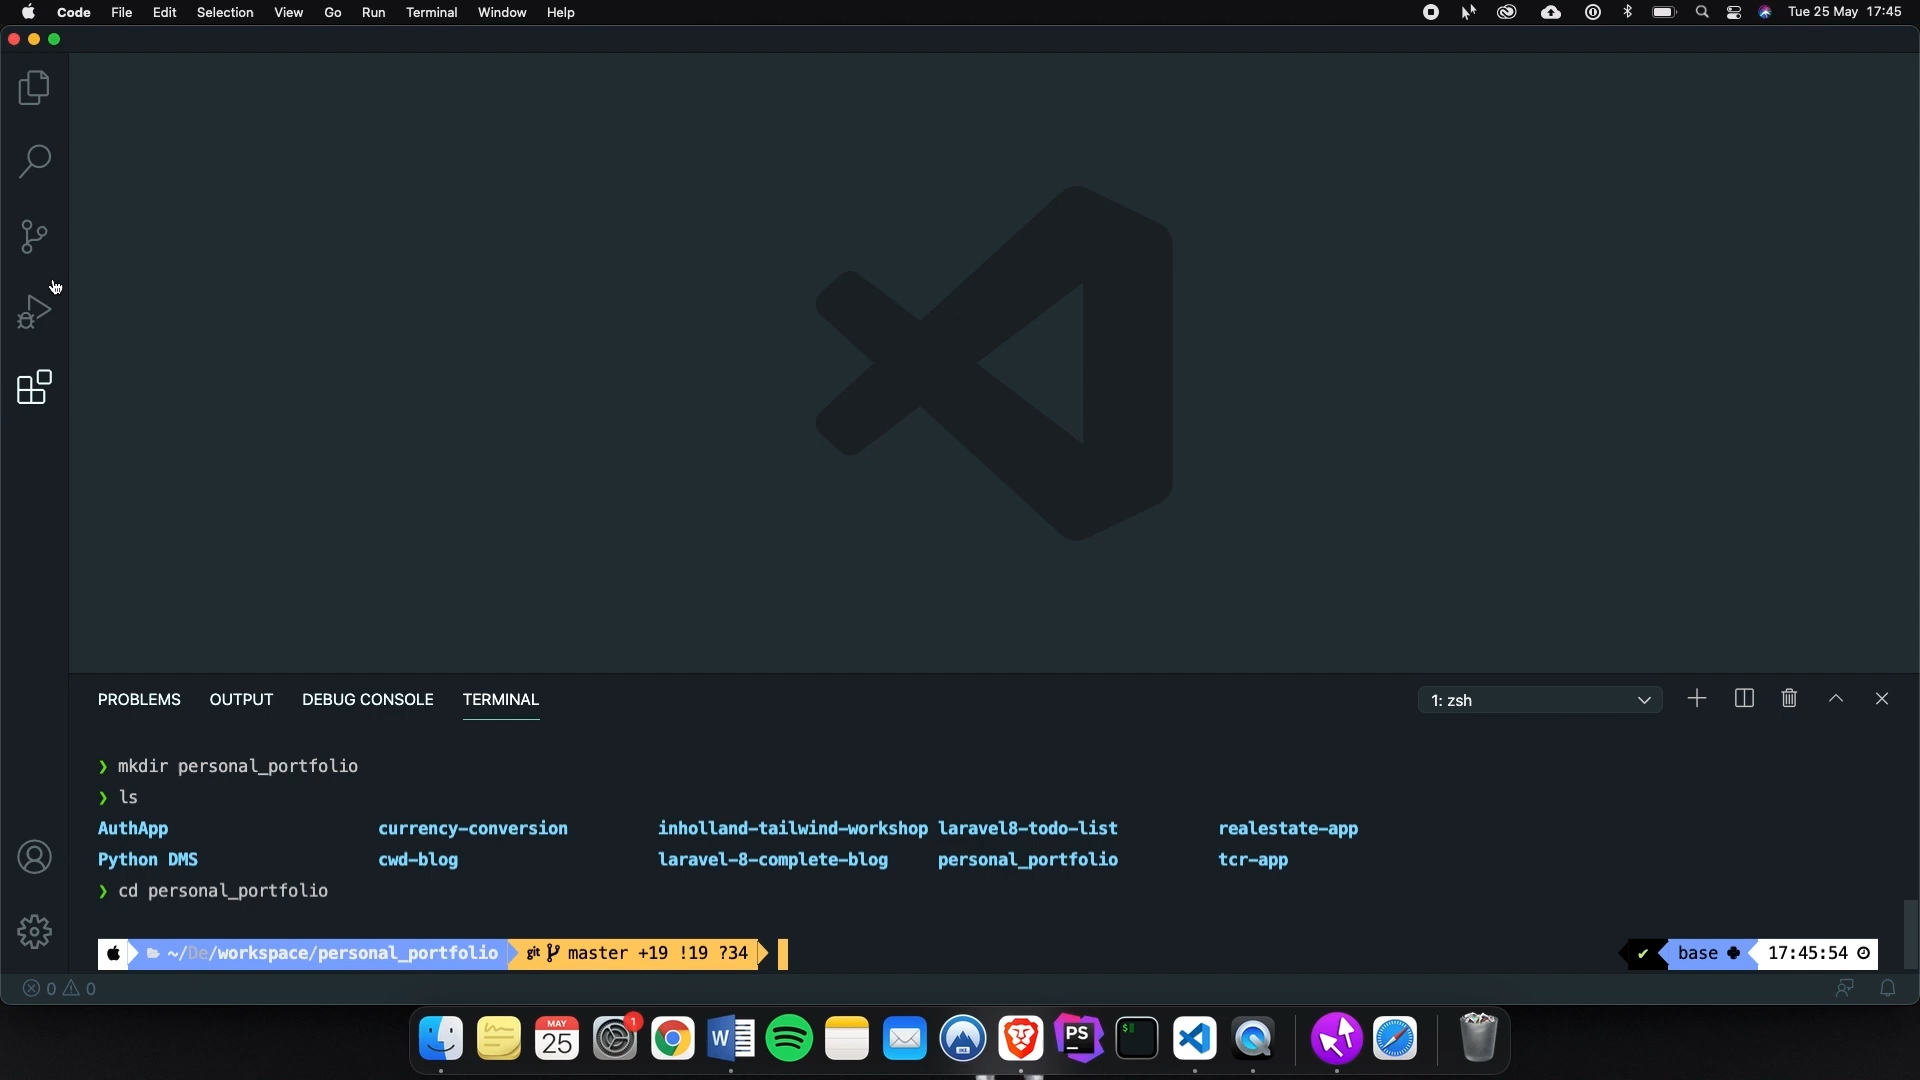 Code File Edit Selection View Go Run Terminal Window Help Tue 25 May 17:45
PROBLEMS OUTPUT DEBUG CONSOLE TERMINAL 1: zsh
❯ mkdir personal_portfolio
❯ ls
AuthApp currency-conversion inholland-tailwind-workshop laravel8-todo-list realestate-app
Python DMS cwd-blog laravel-8-complete-blog personal_portfolio tcr-app
❯ cd personal_portfolio
~/De/workspace/personal_portfolio git master +19 !19 ?34 ✔ base 17:45:54
0 0
MAY
25
1
W
PS
$